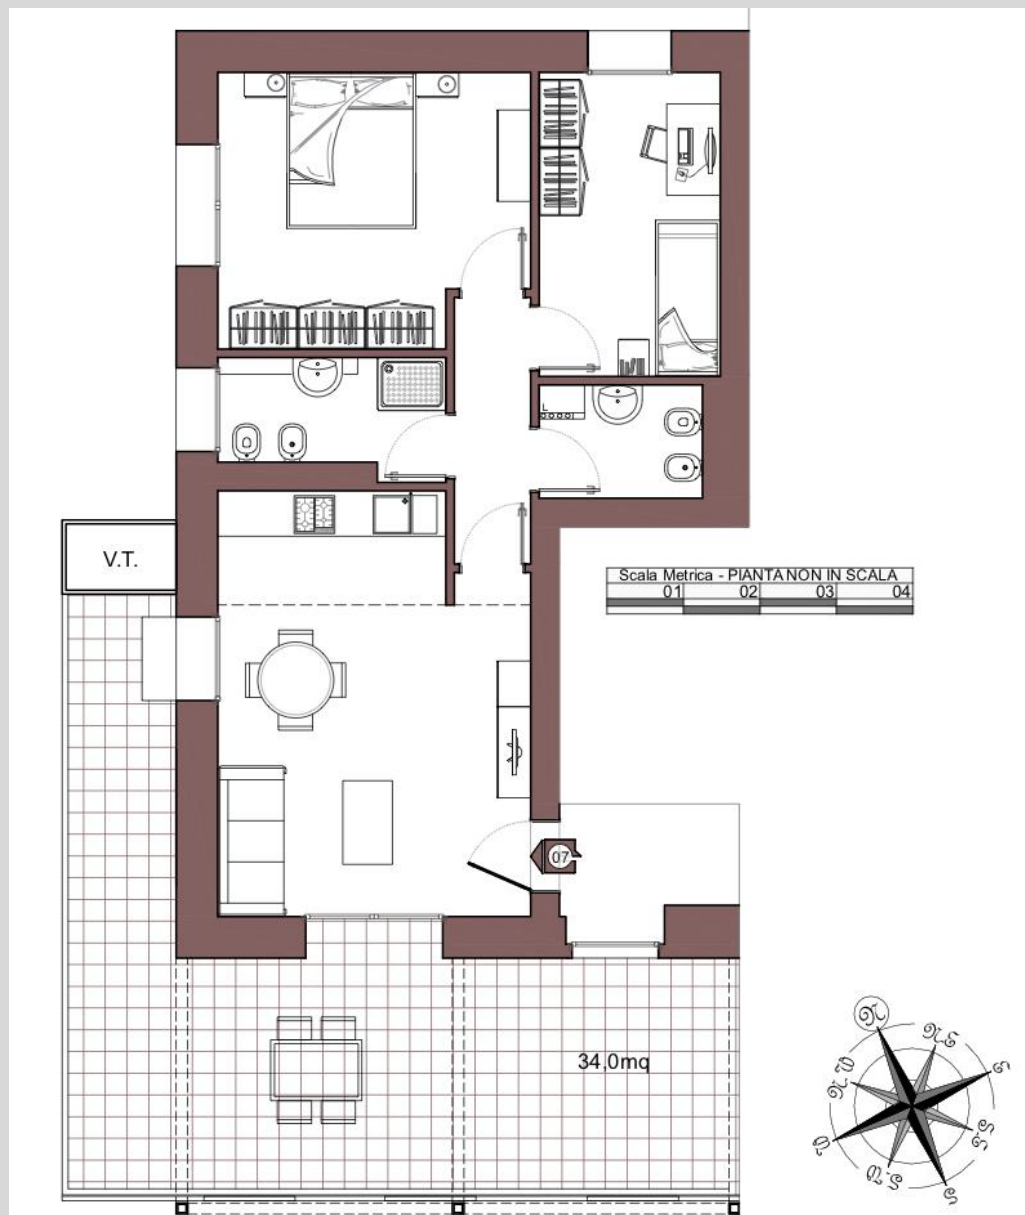 L
V.T.
Scala Metrica - PIANTA NON IN SCALA
01 02 03 04
07
34,0mq
N
N-E
N-W
E
W
S-E
S-W
S